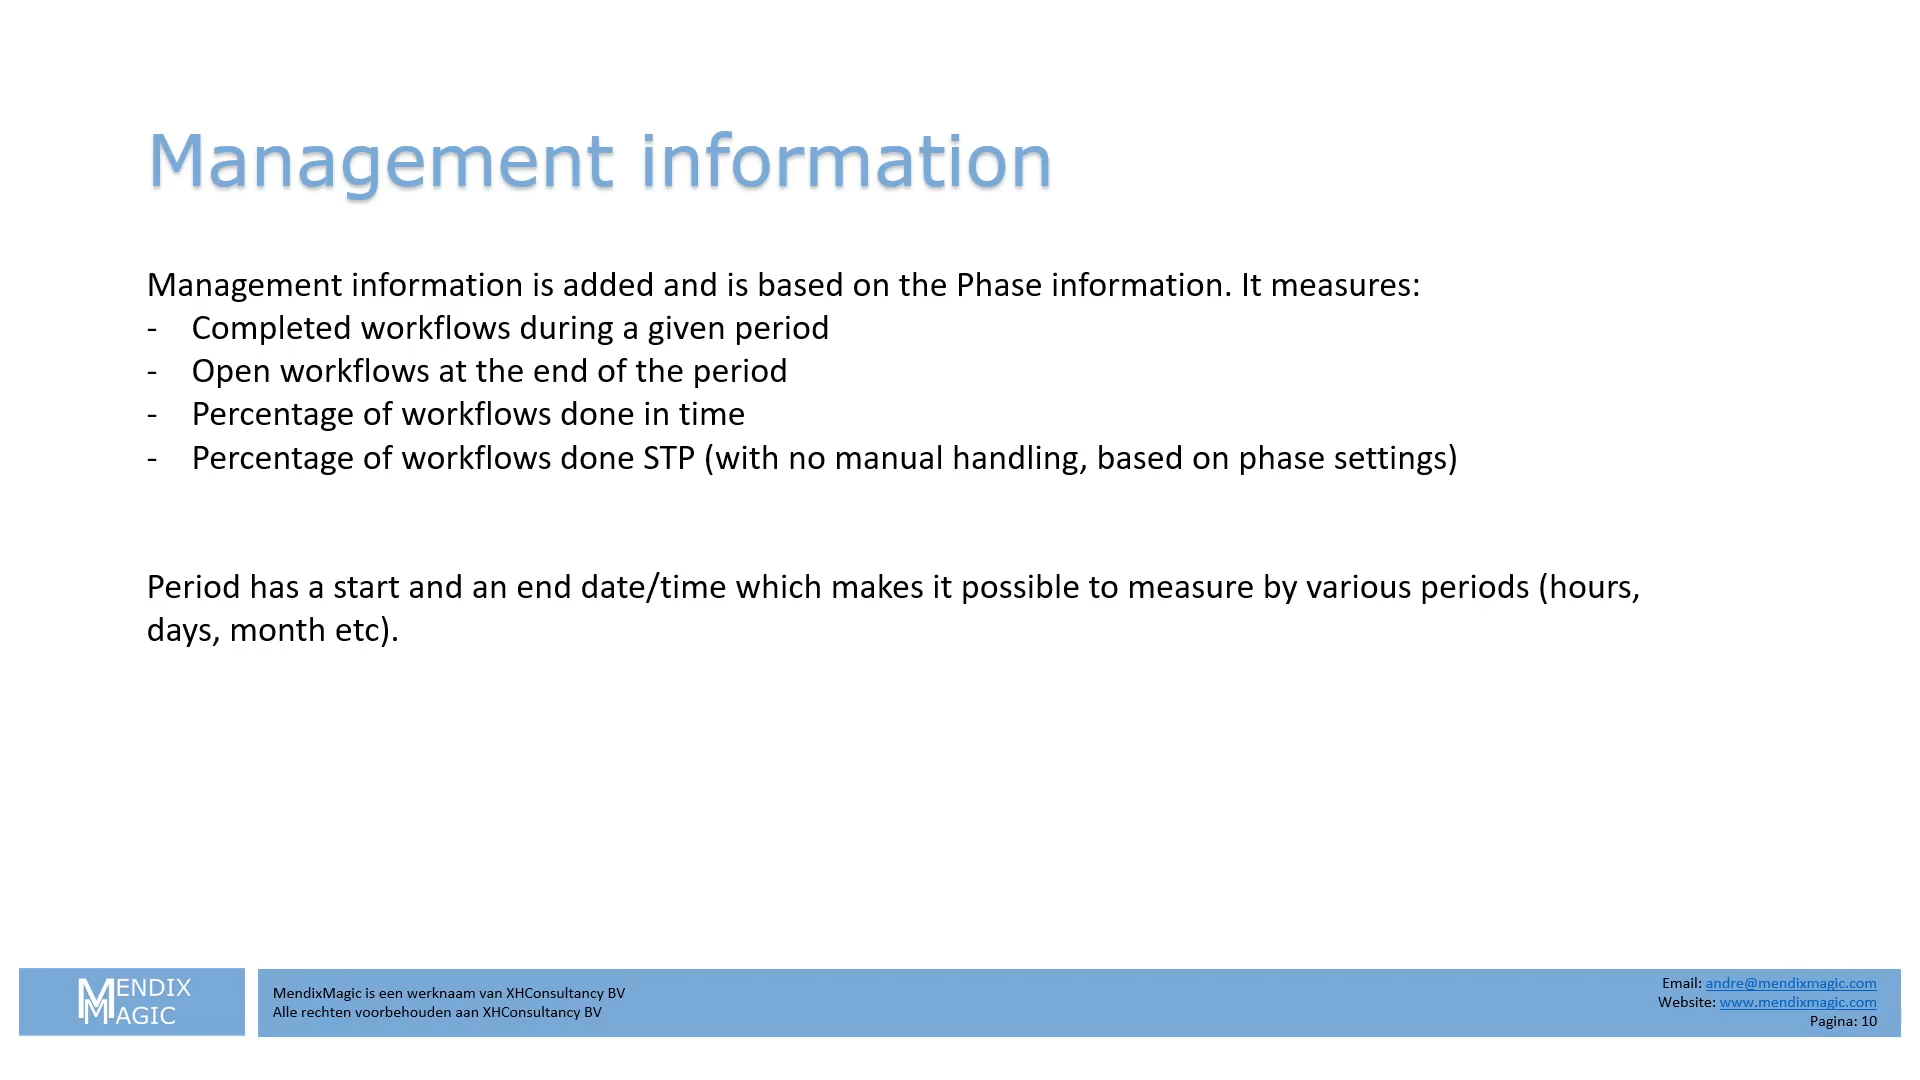 Management information
Management information is added and is based on the Phase information. It measures:
- Completed workflows during a given period
- Open workflows at the end of the period
- Percentage of workflows done in time
- Percentage of workflows done STP (with no manual handling, based on phase settings)
Period has a start and an end date/time which makes it possible to measure by various periods (hours,
days, month etc).
MENDIX
MAGIC
MendixMagic is een werknaam van XHConsultancy BV
Alle rechten voorbehouden aan XHConsultancy BV
Email: andre@mendixmagic.com
Website: www.mendixmagic.com
Pagina: 10